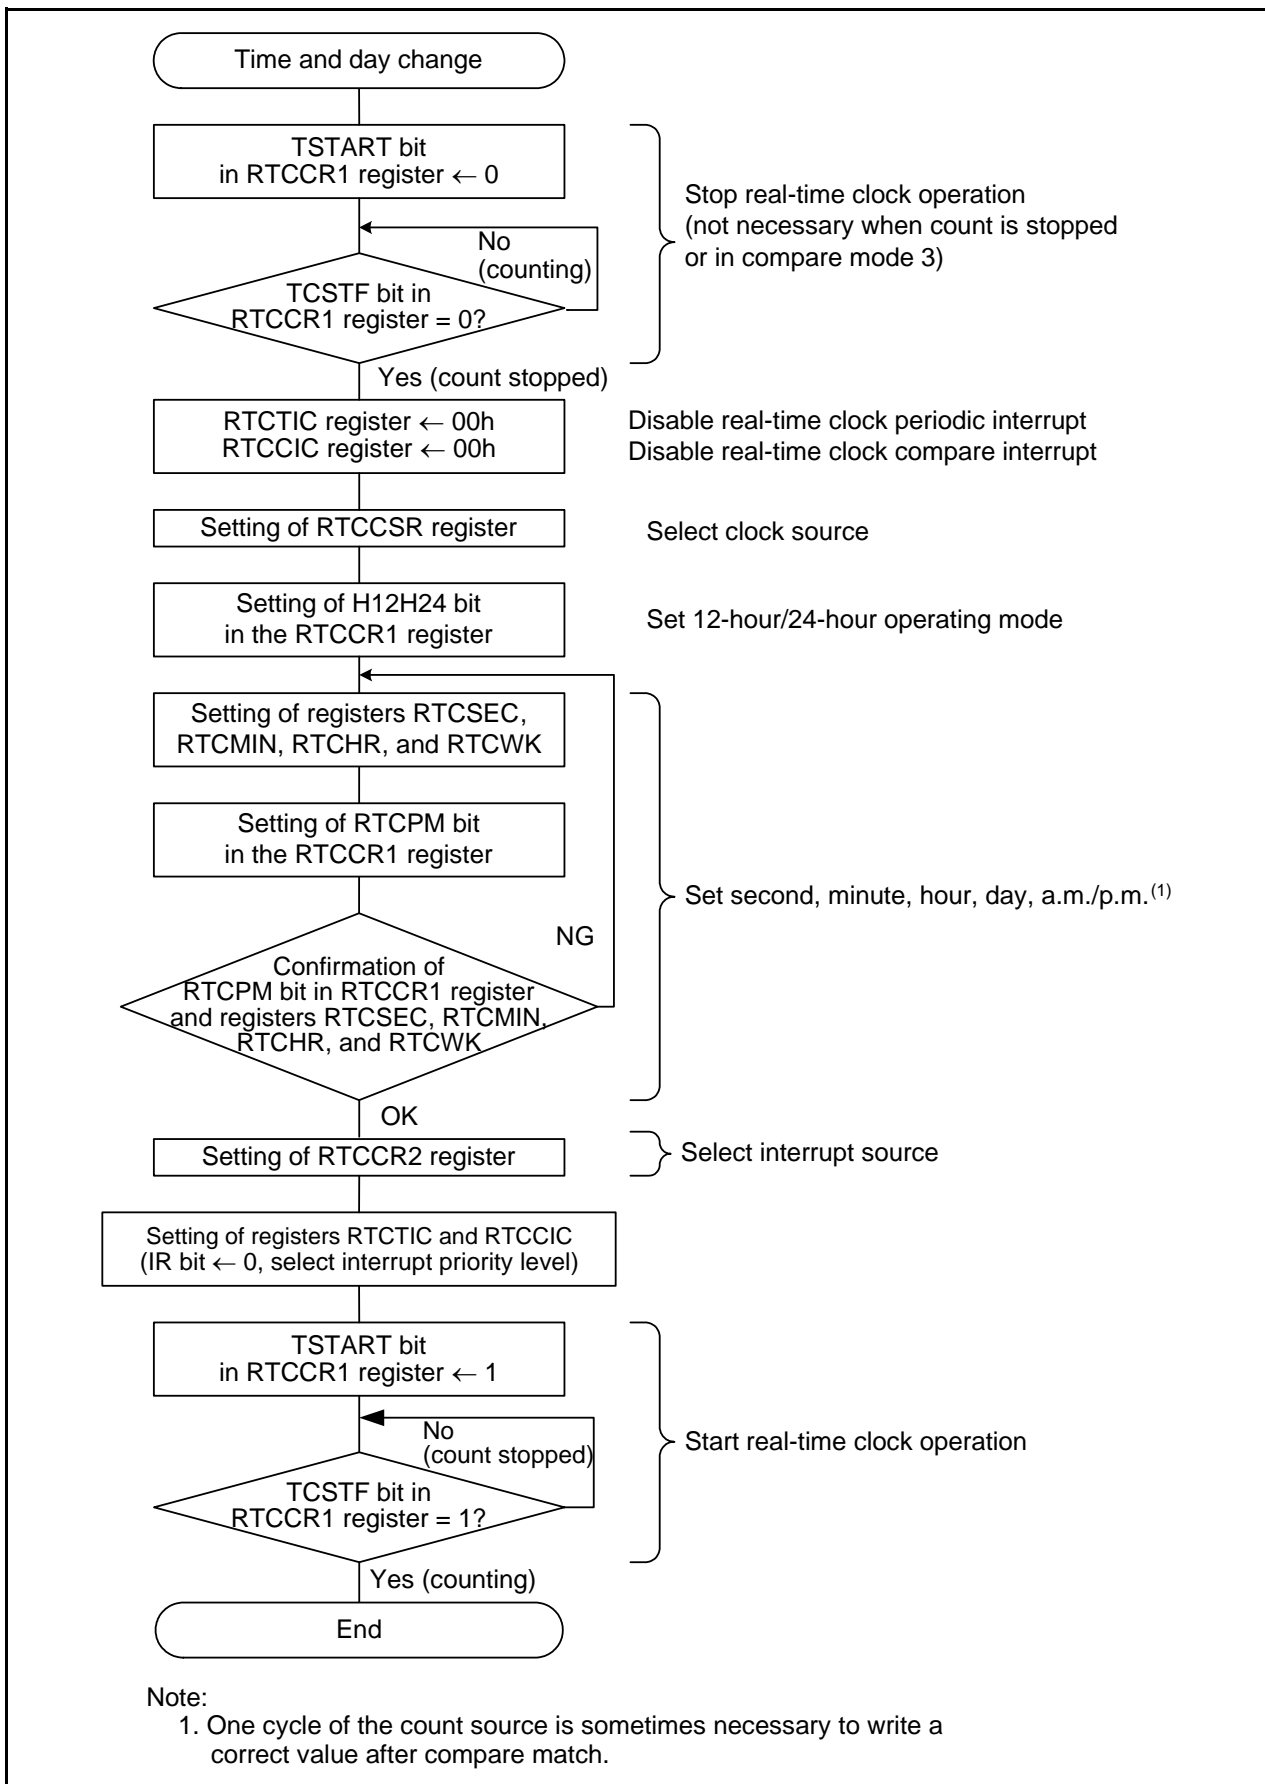 Time and day change
TSTART bit
in RTCCR1 register ← 0
Stop real-time clock operation
(not necessary when count is stopped
or in compare mode 3)
No
(counting)
TCSTF bit in
RTCCR1 register = 0?
Yes (count stopped)
RTCTIC register ← 00h
RTCCIC register ← 00h
Disable real-time clock periodic interrupt
Disable real-time clock compare interrupt
Setting of RTCCSR register
Select clock source
Setting of H12H24 bit
in the RTCCR1 register
Set 12-hour/24-hour operating mode
Setting of registers RTCSEC,
RTCMIN, RTCHR, and RTCWK
Setting of RTCPM bit
in the RTCCR1 register
Set second, minute, hour, day, a.m./p.m.(1)
NG
Confirmation of
RTCPM bit in RTCCR1 register
and registers RTCSEC, RTCMIN,
RTCHR, and RTCWK
OK
Setting of RTCCR2 register
Select interrupt source
Setting of registers RTCTIC and RTCCIC
(IR bit ← 0, select interrupt priority level)
TSTART bit
in RTCCR1 register ← 1
No
(count stopped)
Start real-time clock operation
TCSTF bit in
RTCCR1 register = 1?
Yes (counting)
End
Note:
1. One cycle of the count source is sometimes necessary to write a
correct value after compare match.